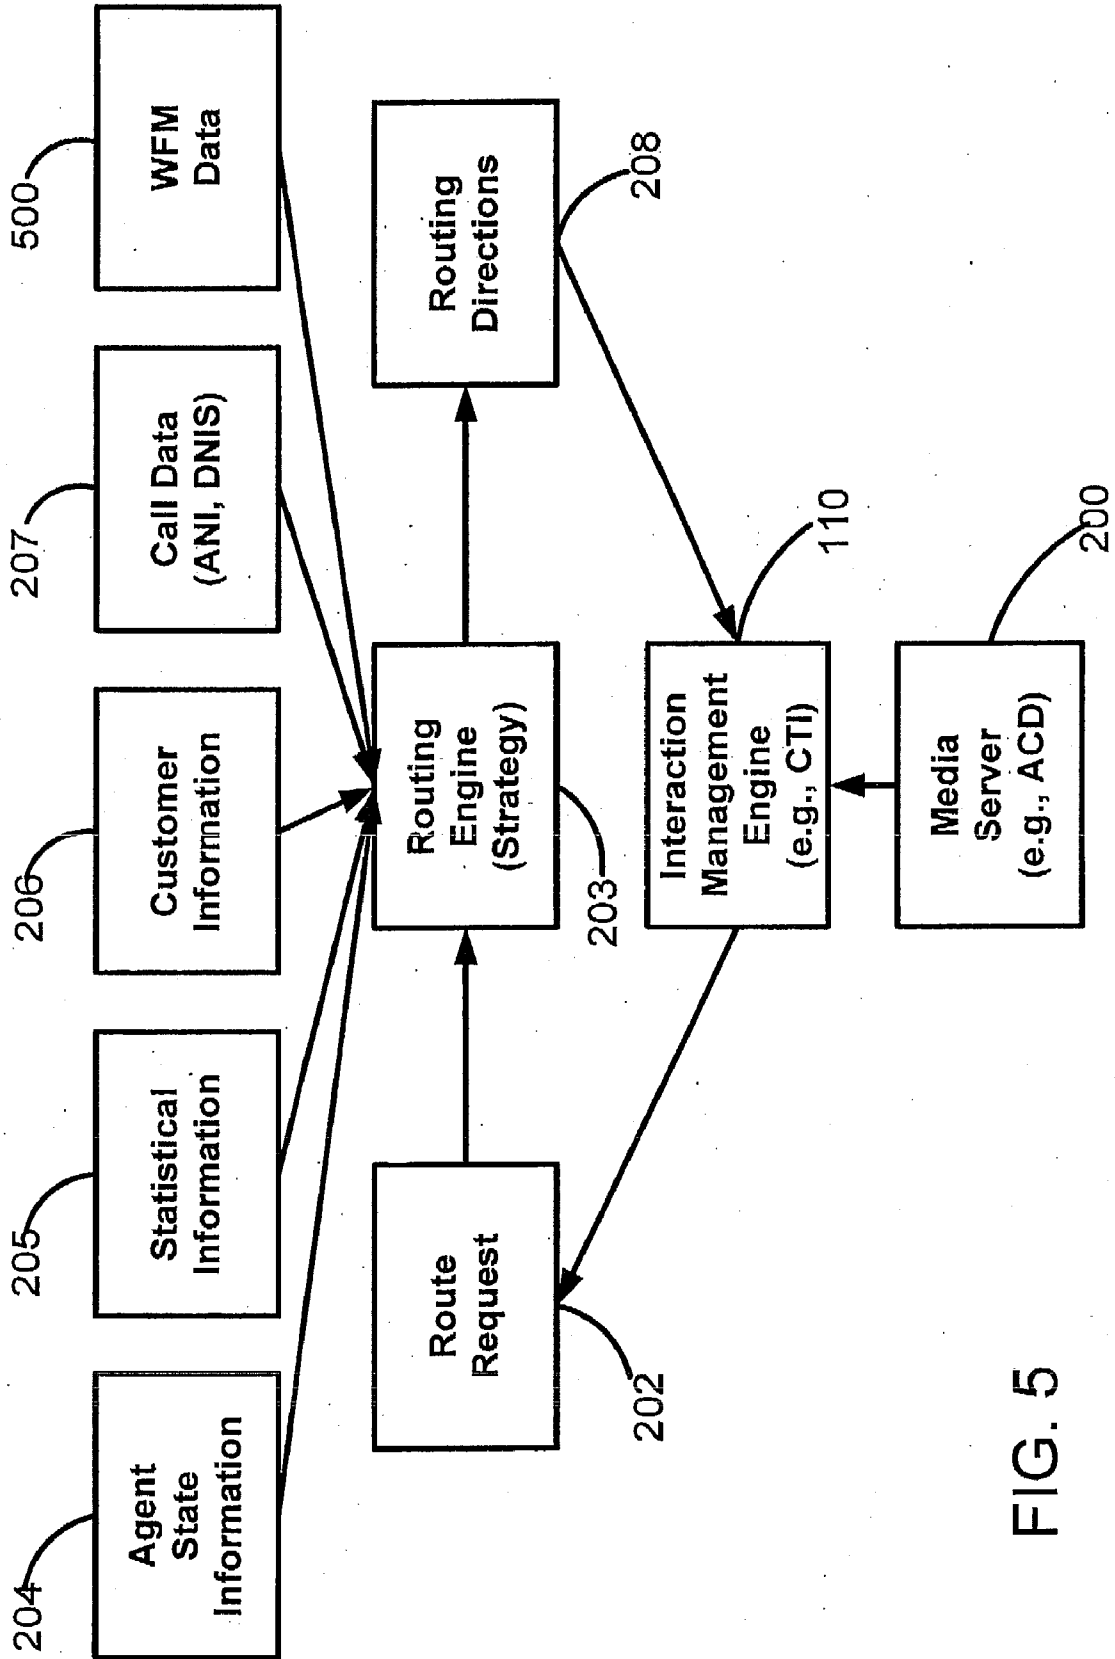 204
205
206
207
500
Agent
State
Information
Statistical
Information
Customer
Information
Call Data
(ANI, DNIS)
WFM
Data
Route
Request
Routing
Engine
(Strategy)
Routing
Directions
202
203
208
Interaction
Management
Engine
(e.g., CTI)
110
Media
Server
(e.g., ACD)
200
FIG. 5